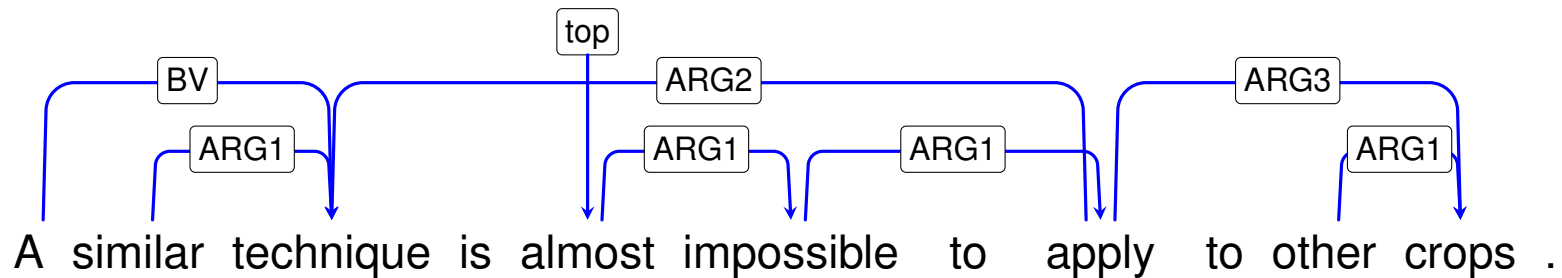 top
BV ARG2 ARG3
ARG1 ARG1 ARG1 ARG1
A similar technique is almost impossible to apply to other crops .